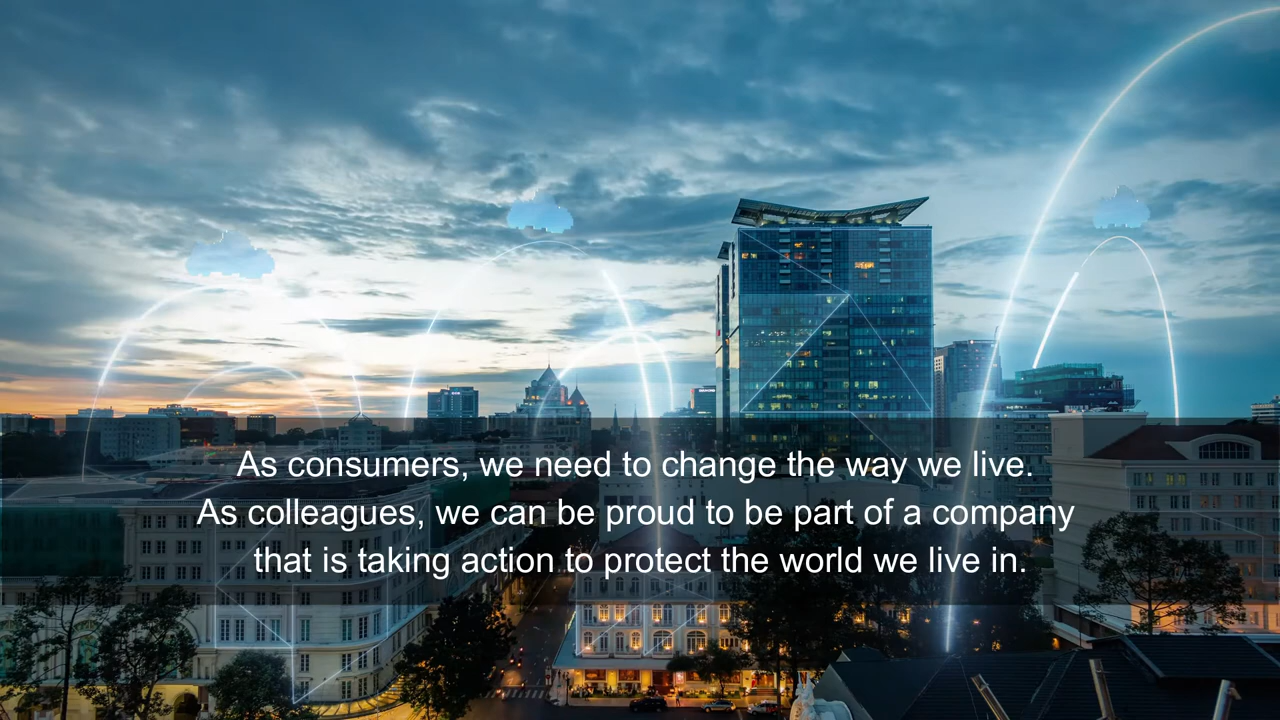 As consumers, we need to change the way we live.
As colleagues, we can be proud to be part of a company
that is taking action to protect the world we live in.